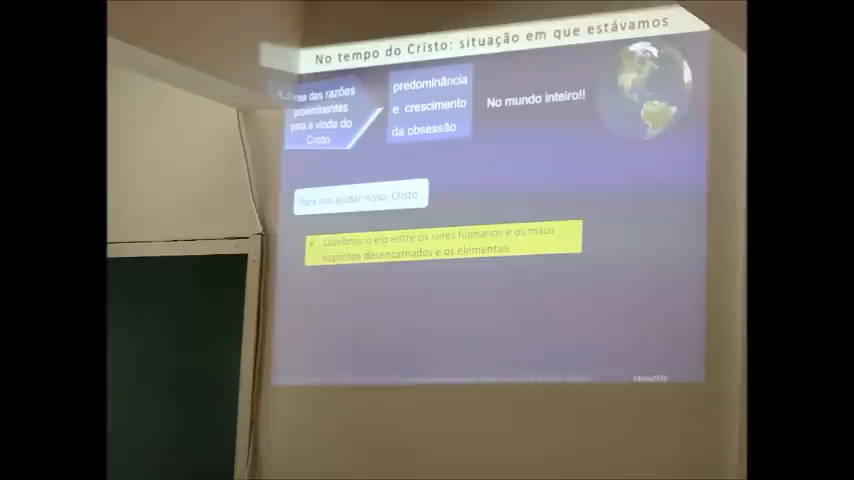 No tempo do Cristo: situação em que estávamos
uma das razões
proeminentes
para a vinda do
Cristo
predominância
e crescimento
da obsessão
No mundo inteiro!!
Para nos ajudar nisso, Cristo
Quebrou o elo entre os seres humanos e os maus
espíritos desencarnados e os elementais